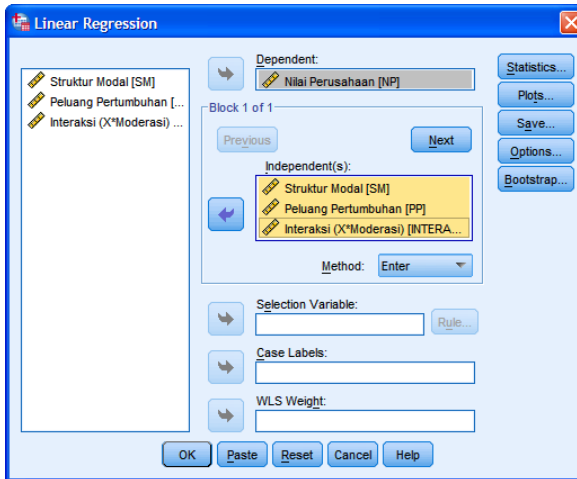 Linear Regression
Struktur Modal [SM]
Peluang Pertumbuhan [...
Interaksi (X*Moderasi) ...
Dependent:
Nilai Perusahaan [NP]
Block 1 of 1
Previous
Next
Independent(s):
Struktur Modal [SM]
Peluang Pertumbuhan [PP]
Interaksi (X*Moderasi) [INTERA...
Method: Enter
Selection Variable:
Rule...
Case Labels:
WLS Weight:
Statistics...
Plots...
Save...
Options...
Bootstrap...
OK Paste Reset Cancel Help